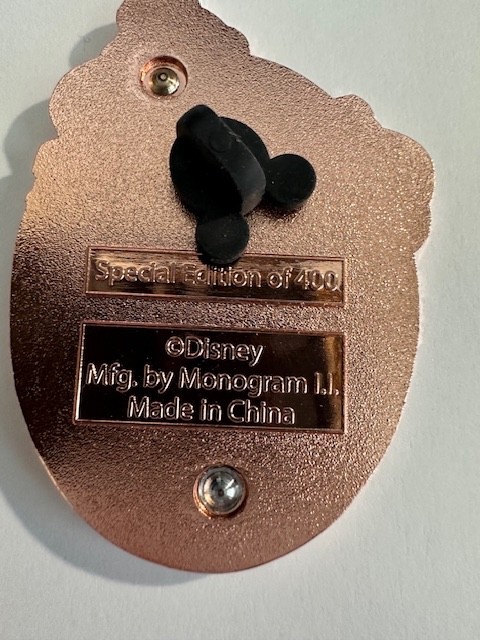 Special Edition of 400
©Disney
Mfg. by Monogram I.I.
Made in China